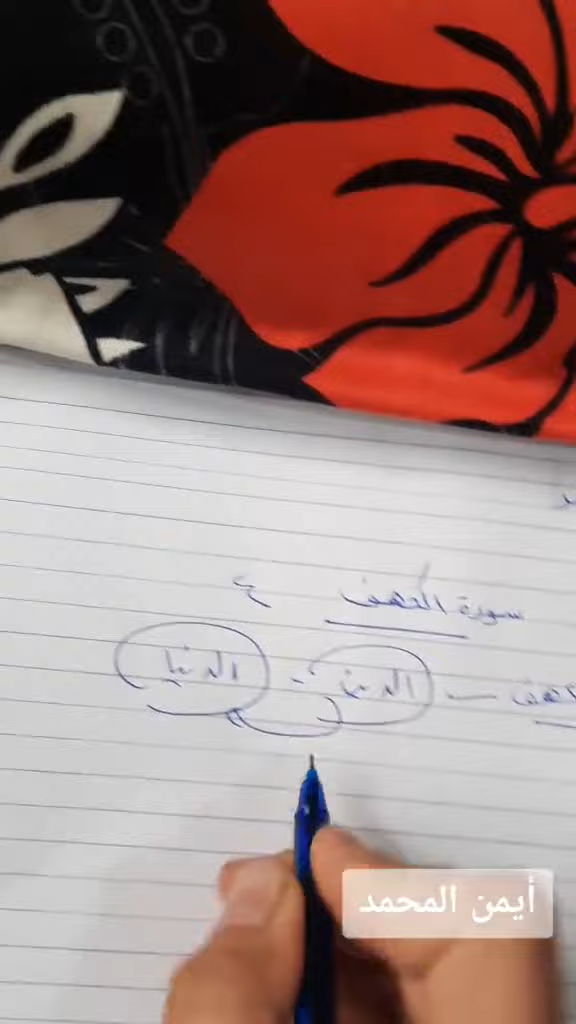 سورة الكهف ع
الدين - الدنيا
أيمن المحمد